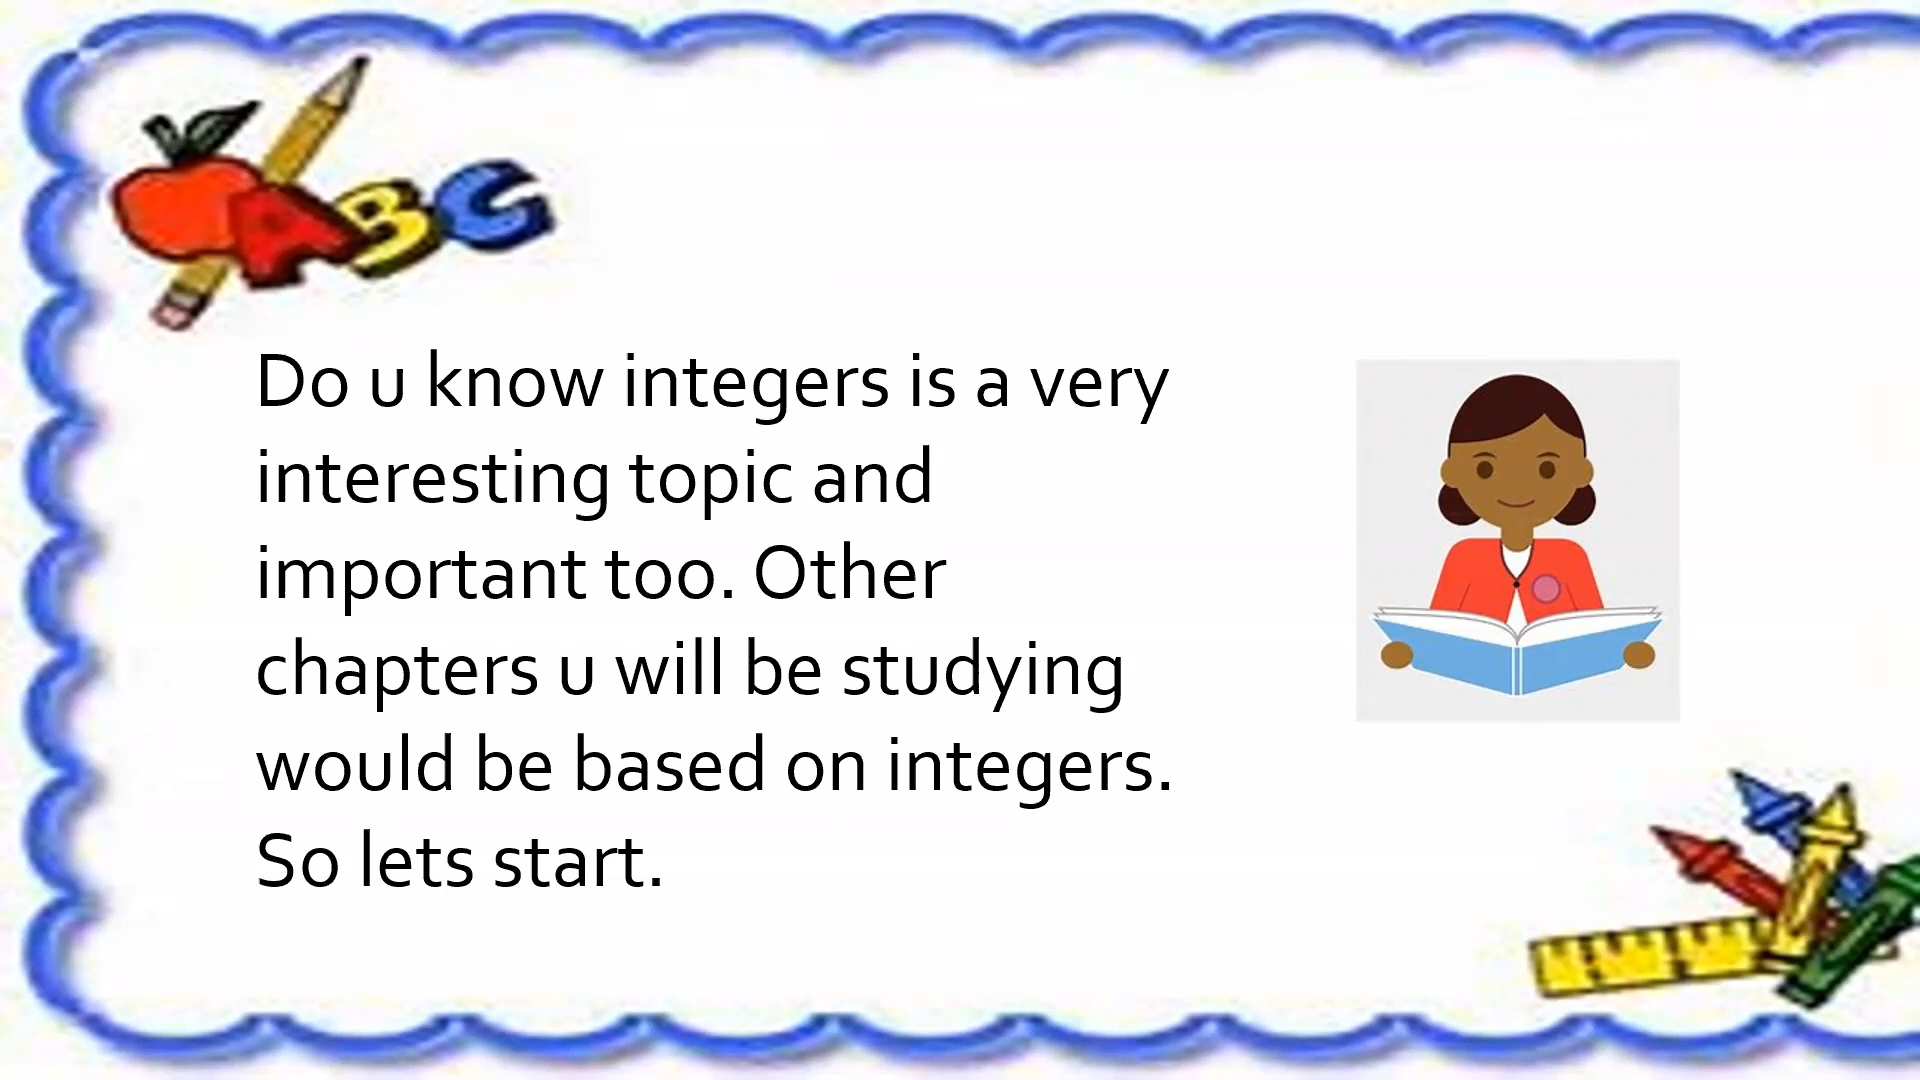 ABC
Do u know integers is a very
interesting topic and
important too. Other
chapters u will be studying
would be based on integers.
So lets start.